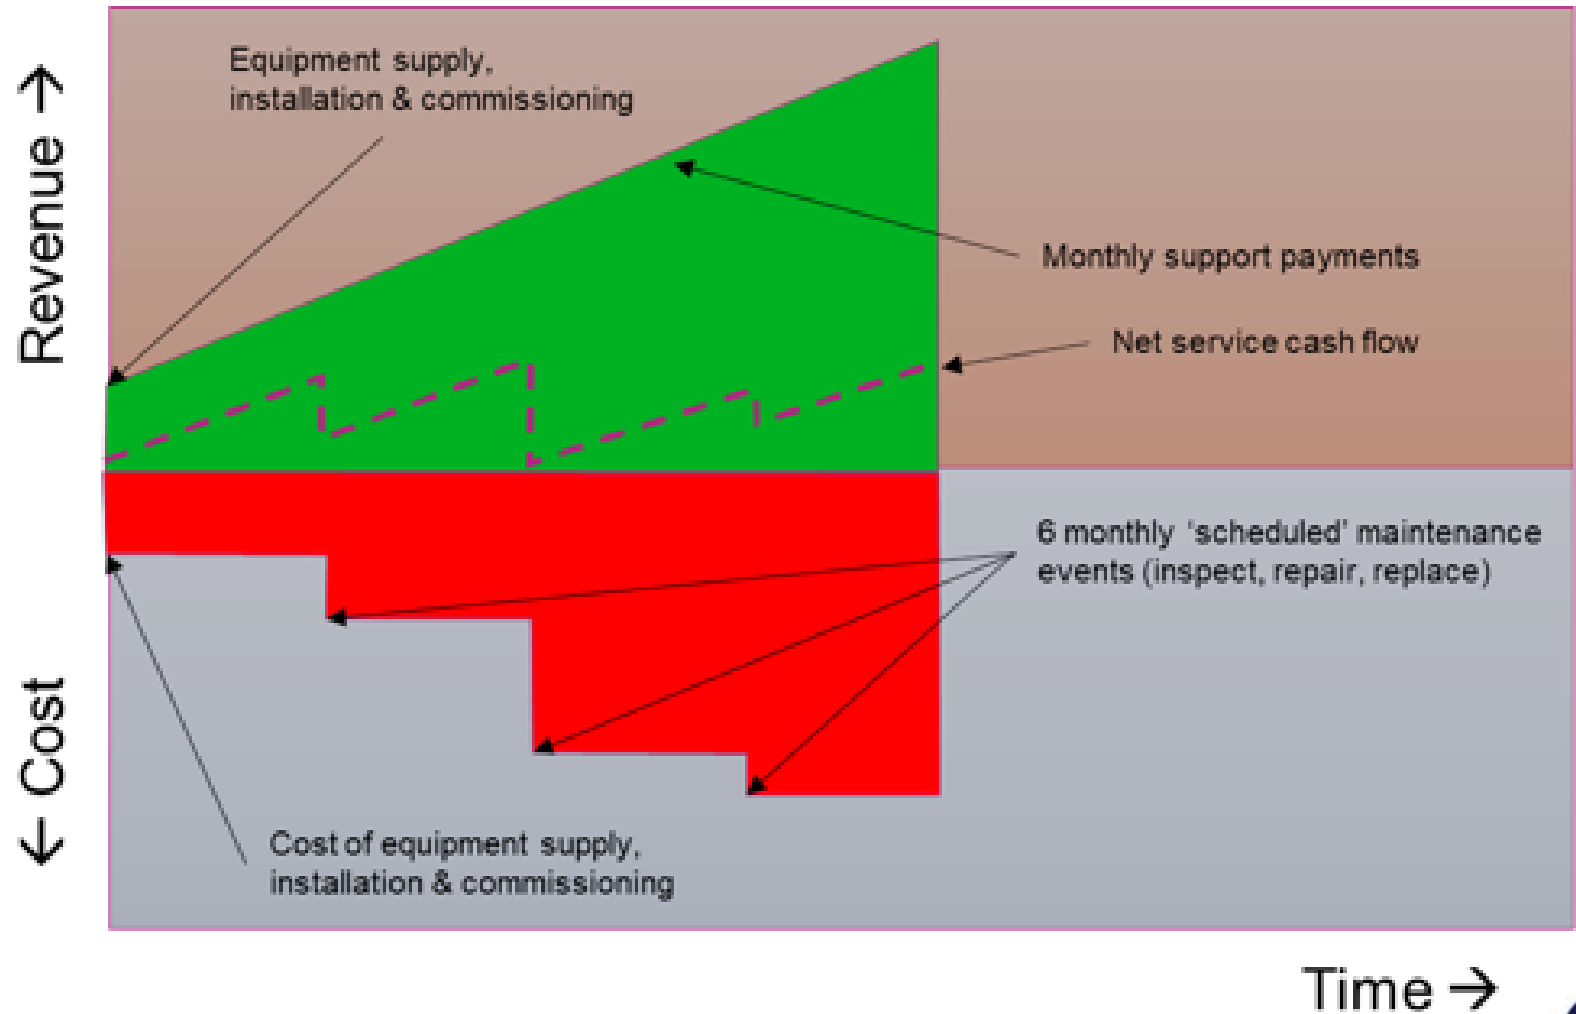 Revenue →
← Cost
Equipment supply,
installation & commissioning
Monthly support payments
Net service cash flow
6 monthly ‘scheduled’ maintenance
events (inspect, repair, replace)
Cost of equipment supply,
installation & commissioning
Time →